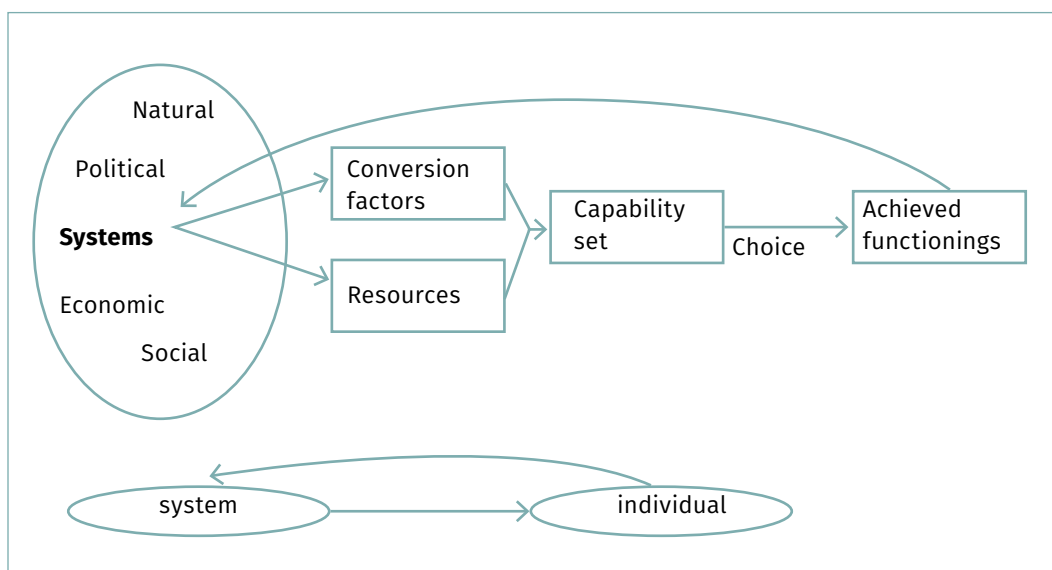 Natural
Political
Systems
Economic
Social
Conversion
factors
Resources
Capability
set
Choice
Achieved
functionings
system
individual